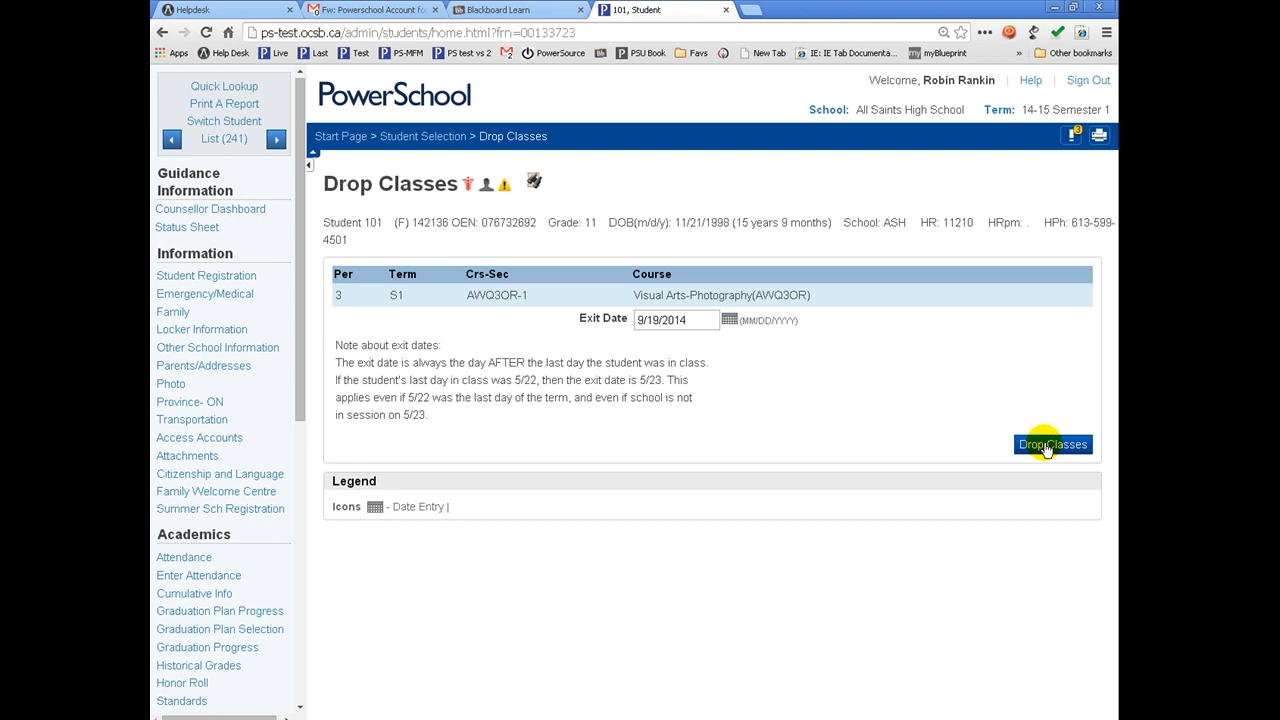 Helpdesk
Fw: Powerschool Account fo
Blackboard Learn
101, Student
ps-test.ocsb.ca/admin/students/home.html?frn=00133723
Apps Help Desk Live Last Test PS-MFM PS test vs 2 PowerSource Bb PSU Book Favs New Tab IE: IE Tab Documenta... myBlueprint » Other bookmarks
Quick Lookup
Print A Report
Switch Student
List (241)
Guidance
Information
Counsellor Dashboard
Status Sheet
Information
Student Registration
Emergency/Medical
Family
Locker Information
Other School Information
Parents/Addresses
Photo
Province- ON
Transportation
Access Accounts
Attachments
Citizenship and Language
Family Welcome Centre
Summer Sch Registration
Academics
Attendance
Enter Attendance
Cumulative Info
Graduation Plan Progress
Graduation Plan Selection
Graduation Progress
Historical Grades
Honor Roll
Standards
PowerSchool
Welcome, Robin Rankin | Help | Sign Out
School: All Saints High School Term: 14-15 Semester 1
Start Page > Student Selection > Drop Classes
3
Drop Classes
Student 101 (F) 142136 OEN: 076732692 Grade: 11 DOB(m/d/y): 11/21/1998 (15 years 9 months) School: ASH HR: 11210 HRpm: . HPh: 613-599-
4501
Per Term Crs-Sec Course
3 S1 AWQ3OR-1 Visual Arts-Photography(AWQ3OR)
Exit Date 9/19/2014 (MM/DD/YYYY)
Note about exit dates:
The exit date is always the day AFTER the last day the student was in class.
If the student's last day in class was 5/22, then the exit date is 5/23. This
applies even if 5/22 was the last day of the term, and even if school is not
in session on 5/23.
Drop Classes
Legend
Icons - Date Entry |